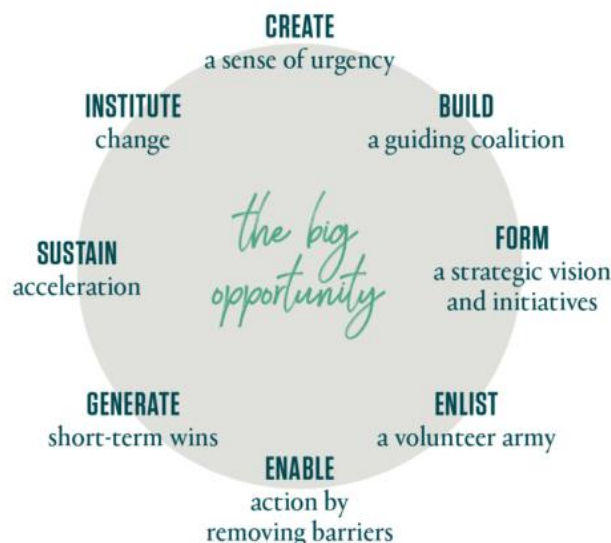 CREATE
a sense of urgency
BUILD
a guiding coalition
FORM
a strategic vision
and initiatives
ENLIST
a volunteer army
ENABLE
action by
removing barriers
GENERATE
short-term wins
SUSTAIN
acceleration
INSTITUTE
change
the big
opportunity